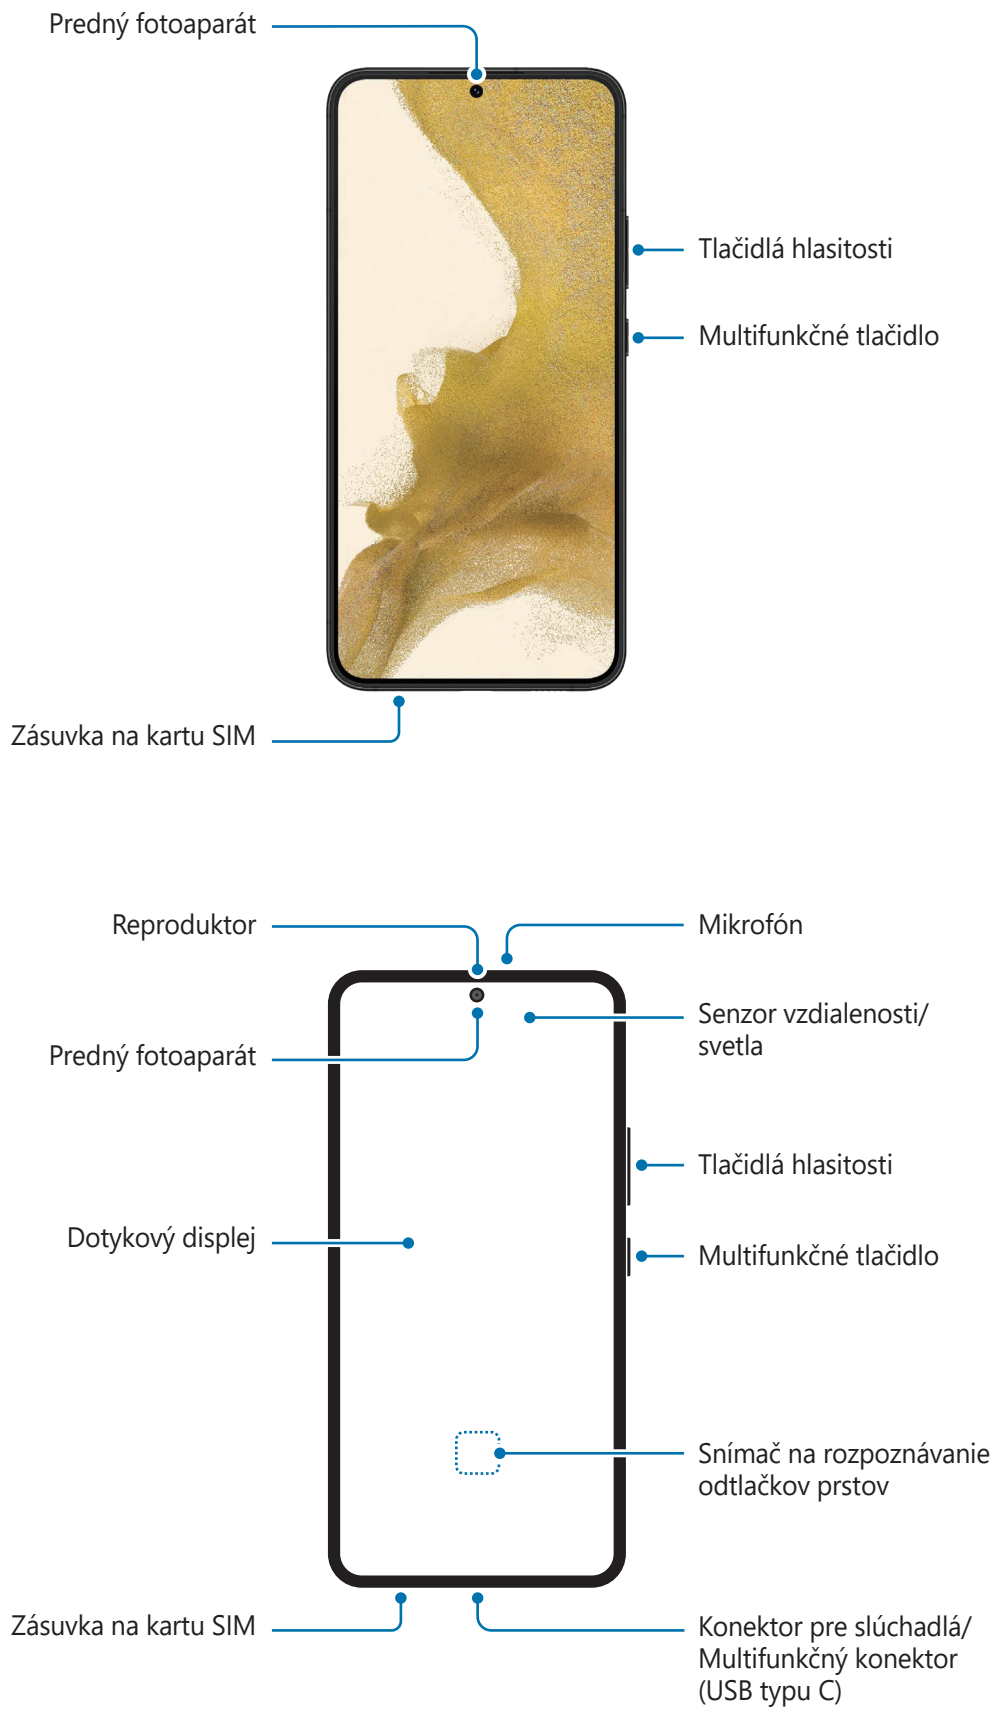 Predný fotoaparát
Tlačidlá hlasitosti
Multifunkčné tlačidlo
Zásuvka na kartu SIM
Reproduktor
Mikrofón
Senzor vzdialenosti/
svetla
Predný fotoaparát
Tlačidlá hlasitosti
Dotykový displej
Multifunkčné tlačidlo
Snímač na rozpoznávanie
odtlačkov prstov
Zásuvka na kartu SIM
Konektor pre slúchadlá/
Multifunkčný konektor
(USB typu C)